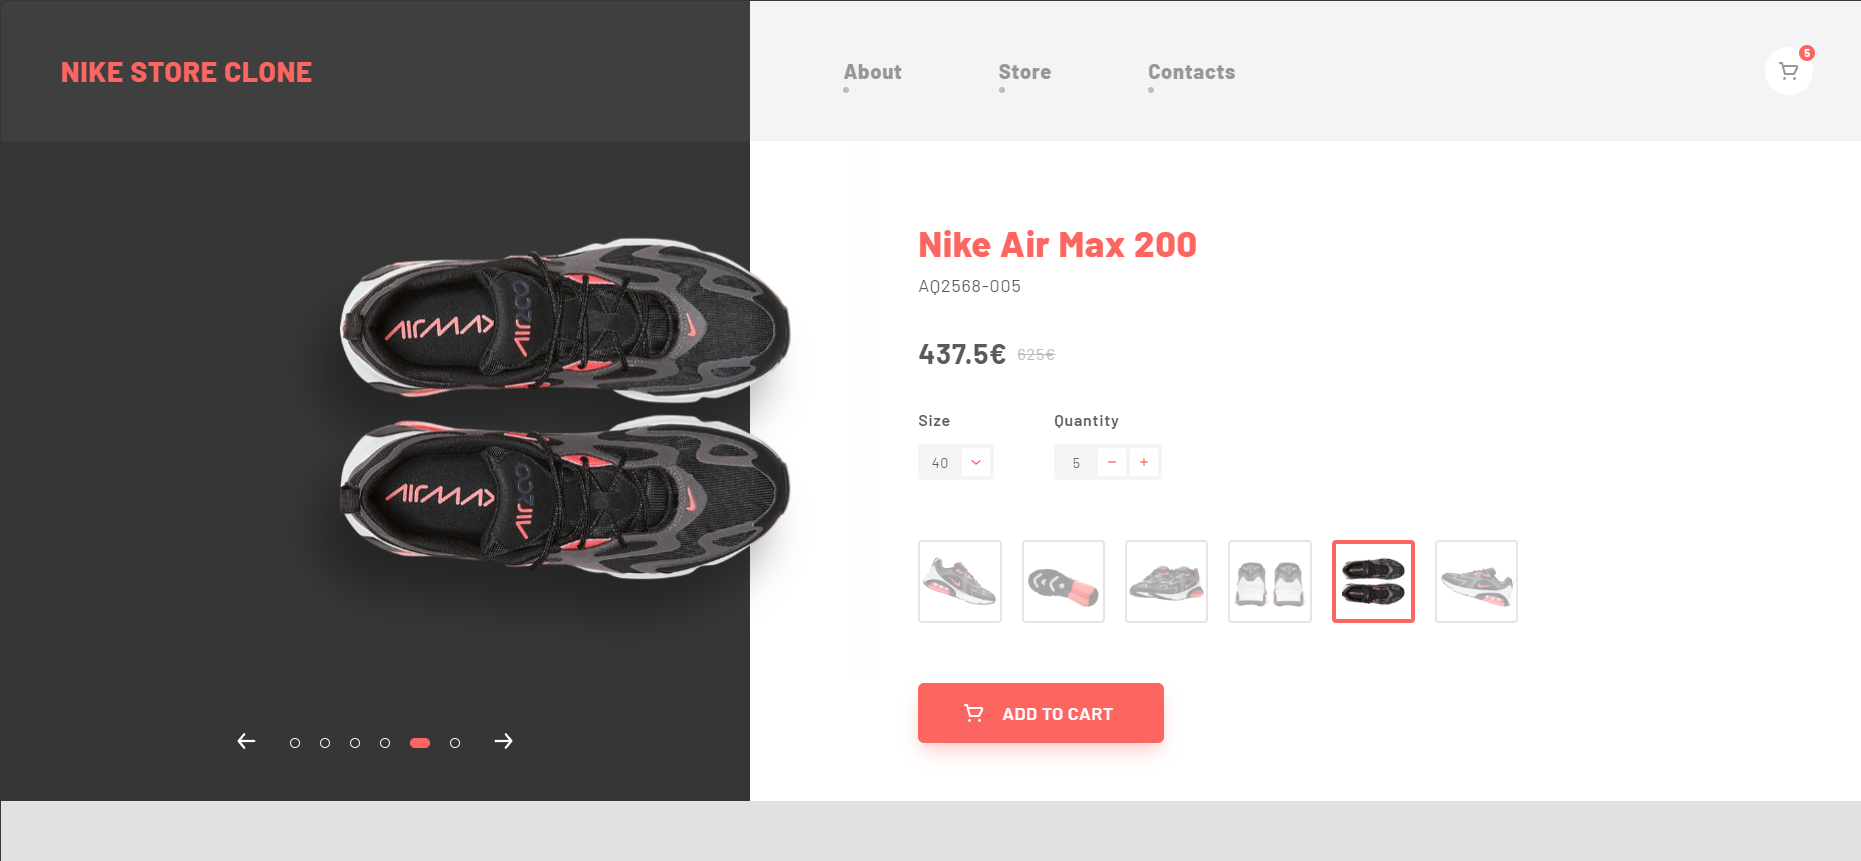 NIKE STORE CLONE
About
Store
Contacts
5
Nike Air Max 200
AQ2568-005
437.5€ 625€
Size
Quantity
40
5
AIRMAX
AIR200
AIRMAX
AIR200
ADD TO CART